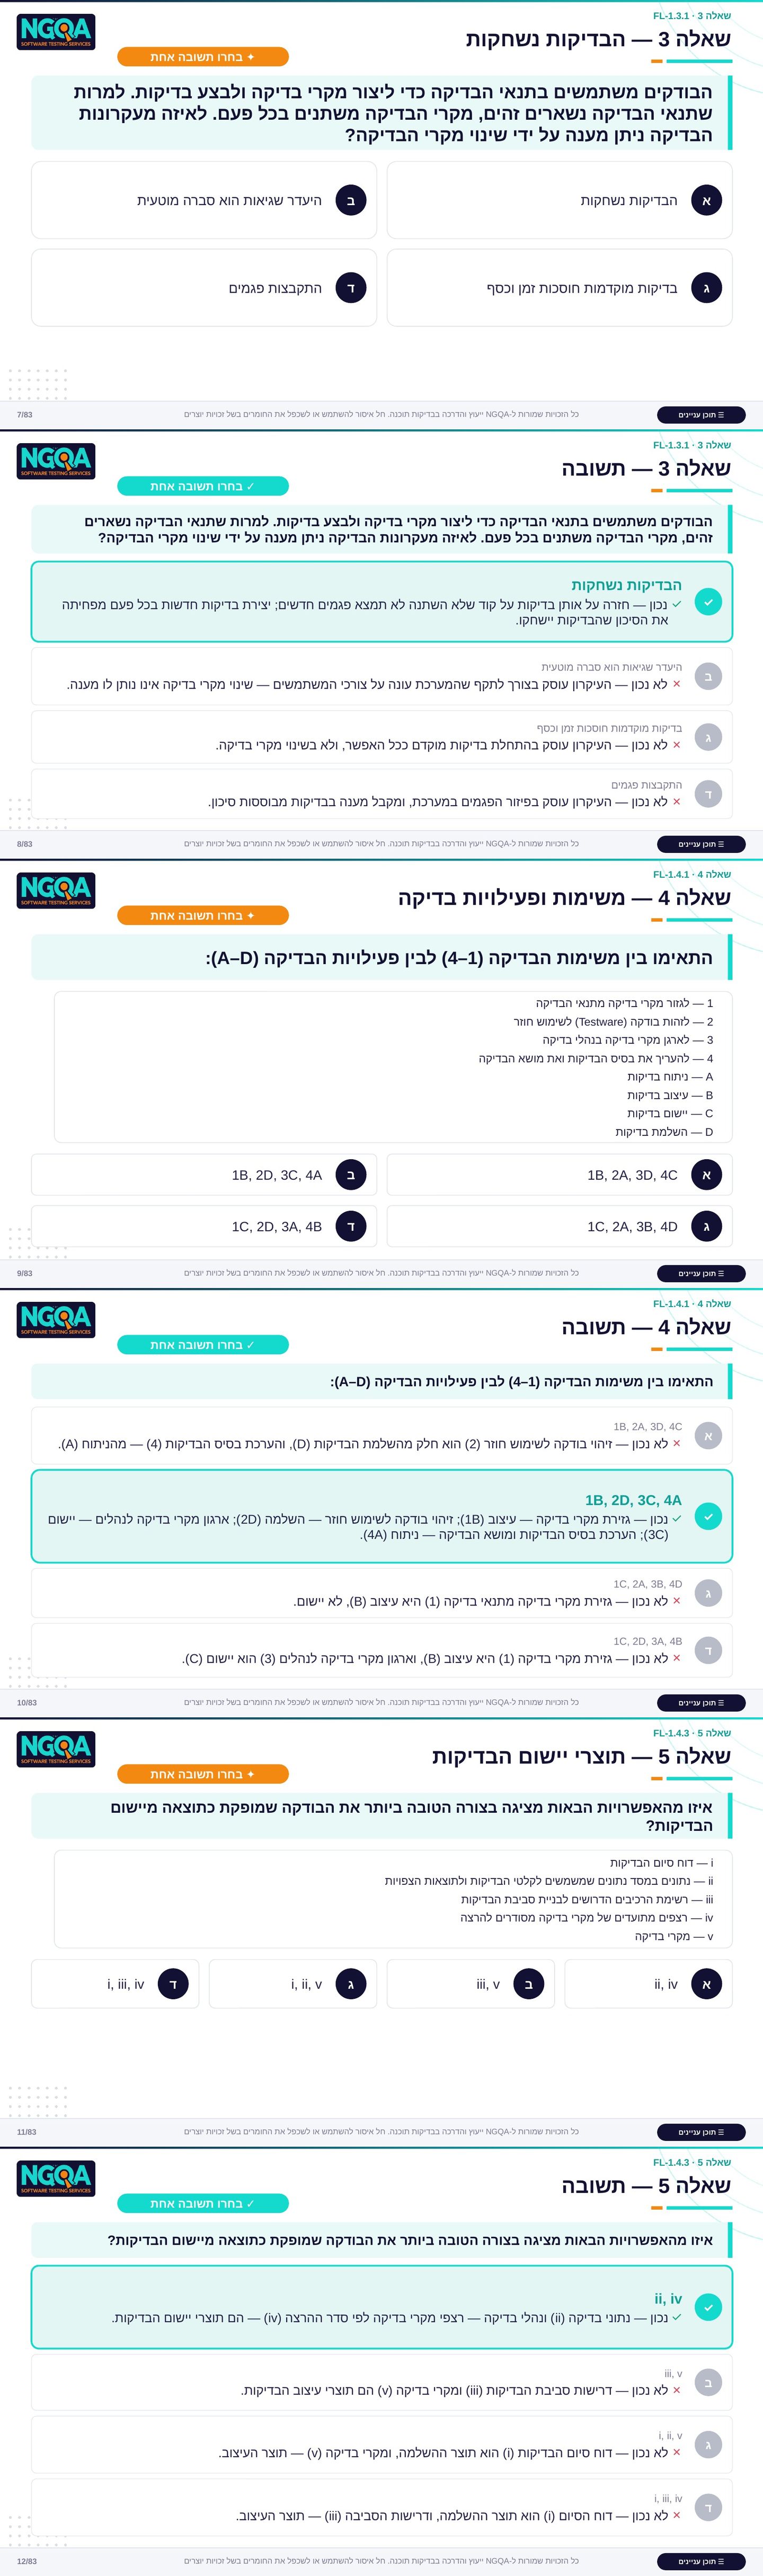 שאלה 3 · FL-1.3.1
שאלה 3 — הבדיקות נשחקות
NGQA
SOFTWARE TESTING SERVICES
✦ בחרו תשובה אחת
הבודקים משתמשים בתנאי הבדיקה כדי ליצור מקרי בדיקה ולבצע בדיקות. למרות
שתנאי הבדיקה נשארים זהים, מקרי הבדיקה משתנים בכל פעם. לאיזה מעקרונות
הבדיקה ניתן מענה על ידי שינוי מקרי הבדיקה?
א הבדיקות נשחקות
ב היעדר שגיאות הוא סברה מוטעית
ג בדיקות מוקדמות חוסכות זמן וכסף
ד התקבצות פגמים
☰ תוכן עניינים
כל הזכויות שמורות ל-NGQA ייעוץ והדרכה בבדיקות תוכנה. חל איסור להשתמש או לשכפל את החומרים בשל זכויות יוצרים
7/83
שאלה 3 · FL-1.3.1
שאלה 3 — תשובה
NGQA
SOFTWARE TESTING SERVICES
✓ בחרו תשובה אחת
הבודקים משתמשים בתנאי הבדיקה כדי ליצור מקרי בדיקה ולבצע בדיקות. למרות שתנאי הבדיקה נשארים
זהים, מקרי הבדיקה משתנים בכל פעם. לאיזה מעקרונות הבדיקה ניתן מענה על ידי שינוי מקרי הבדיקה?
הבדיקות נשחקות
✓ נכון — חזרה על אותן בדיקות על קוד שלא השתנה לא תמצא פגמים חדשים; יצירת בדיקות חדשות בכל פעם מפחיתה
את הסיכון שהבדיקות יישחקו.
ב היעדר שגיאות הוא סברה מוטעית
✕ לא נכון — העיקרון עוסק בצורך לתקף שהמערכת עונה על צורכי המשתמשים — שינוי מקרי בדיקה אינו נותן לו מענה.
ג בדיקות מוקדמות חוסכות זמן וכסף
✕ לא נכון — העיקרון עוסק בהתחלת בדיקות מוקדם ככל האפשר, ולא בשינוי מקרי בדיקה.
ד התקבצות פגמים
✕ לא נכון — העיקרון עוסק בפיזור הפגמים במערכת, ומקבל מענה בבדיקות מבוססות סיכון.
☰ תוכן עניינים
כל הזכויות שמורות ל-NGQA ייעוץ והדרכה בבדיקות תוכנה. חל איסור להשתמש או לשכפל את החומרים בשל זכויות יוצרים
8/83
שאלה 4 · FL-1.4.1
שאלה 4 — משימות ופעילויות בדיקה
NGQA
SOFTWARE TESTING SERVICES
✦ בחרו תשובה אחת
התאימו בין משימות הבדיקה (1–4) לבין פעילויות הבדיקה (A–D):
1 — לגזור מקרי בדיקה מתנאי הבדיקה
2 — לזהות בודקה (Testware) לשימוש חוזר
3 — לארגן מקרי בדיקה בנהלי בדיקה
4 — להעריך את בסיס הבדיקות ואת מושא הבדיקה
A — ניתוח בדיקות
B — עיצוב בדיקות
C — יישום בדיקות
D — השלמת בדיקות
א 1B, 2A, 3D, 4C
ב 1B, 2D, 3C, 4A
ג 1C, 2A, 3B, 4D
ד 1C, 2D, 3A, 4B
☰ תוכן עניינים
כל הזכויות שמורות ל-NGQA ייעוץ והדרכה בבדיקות תוכנה. חל איסור להשתמש או לשכפל את החומרים בשל זכויות יוצרים
9/83
שאלה 4 · FL-1.4.1
שאלה 4 — תשובה
NGQA
SOFTWARE TESTING SERVICES
✓ בחרו תשובה אחת
התאימו בין משימות הבדיקה (1–4) לבין פעילויות הבדיקה (A–D):
א 1B, 2A, 3D, 4C
✕ לא נכון — זיהוי בודקה לשימוש חוזר (2) הוא חלק מהשלמת הבדיקות (D), והערכת בסיס הבדיקות (4) — מהניתוח (A).
1B, 2D, 3C, 4A
✓ נכון — גזירת מקרי בדיקה — עיצוב (1B); זיהוי בודקה לשימוש חוזר — השלמה (2D); ארגון מקרי בדיקה לנהלים — יישום
(3C); הערכת בסיס הבדיקות ומושא הבדיקה — ניתוח (4A).
ג 1C, 2A, 3B, 4D
✕ לא נכון — גזירת מקרי בדיקה מתנאי בדיקה (1) היא עיצוב (B), לא יישום.
ד 1C, 2D, 3A, 4B
✕ לא נכון — גזירת מקרי בדיקה (1) היא עיצוב (B), וארגון מקרי בדיקה לנהלים (3) הוא יישום (C).
☰ תוכן עניינים
כל הזכויות שמורות ל-NGQA ייעוץ והדרכה בבדיקות תוכנה. חל איסור להשתמש או לשכפל את החומרים בשל זכויות יוצרים
10/83
שאלה 5 · FL-1.4.3
שאלה 5 — תוצרי יישום הבדיקות
NGQA
SOFTWARE TESTING SERVICES
✦ בחרו תשובה אחת
איזו מהאפשרויות הבאות מציגה בצורה הטובה ביותר את הבודקה שמופקת כתוצאה מיישום
הבדיקות?
i — דוח סיום הבדיקות
ii — נתונים במסד נתונים שמשמשים לקלטי הבדיקות ולתוצאות הצפויות
iii — רשימת הרכיבים הדרושים לבניית סביבת הבדיקות
iv — רצפים מתועדים של מקרי בדיקה מסודרים להרצה
v — מקרי בדיקה
א ii, iv
ב iii, v
ג i, ii, v
ד i, iii, iv
☰ תוכן עניינים
כל הזכויות שמורות ל-NGQA ייעוץ והדרכה בבדיקות תוכנה. חל איסור להשתמש או לשכפל את החומרים בשל זכויות יוצרים
11/83
שאלה 5 · FL-1.4.3
שאלה 5 — תשובה
NGQA
SOFTWARE TESTING SERVICES
✓ בחרו תשובה אחת
איזו מהאפשרויות הבאות מציגה בצורה הטובה ביותר את הבודקה שמופקת כתוצאה מיישום הבדיקות?
ii, iv
✓ נכון — נתוני בדיקה (ii) ונהלי בדיקה — רצפי מקרי בדיקה לפי סדר ההרצה (iv) — הם תוצרי יישום הבדיקות.
ב iii, v
✕ לא נכון — דרישות סביבת הבדיקות (iii) ומקרי בדיקה (v) הם תוצרי עיצוב הבדיקות.
ג i, ii, v
✕ לא נכון — דוח סיום הבדיקות (i) הוא תוצר ההשלמה, ומקרי בדיקה (v) — תוצר העיצוב.
ד i, iii, iv
✕ לא נכון — דוח הסיום (i) הוא תוצר ההשלמה, ודרישות הסביבה (iii) — תוצר העיצוב.
☰ תוכן עניינים
כל הזכויות שמורות ל-NGQA ייעוץ והדרכה בבדיקות תוכנה. חל איסור להשתמש או לשכפל את החומרים בשל זכויות יוצרים
12/83